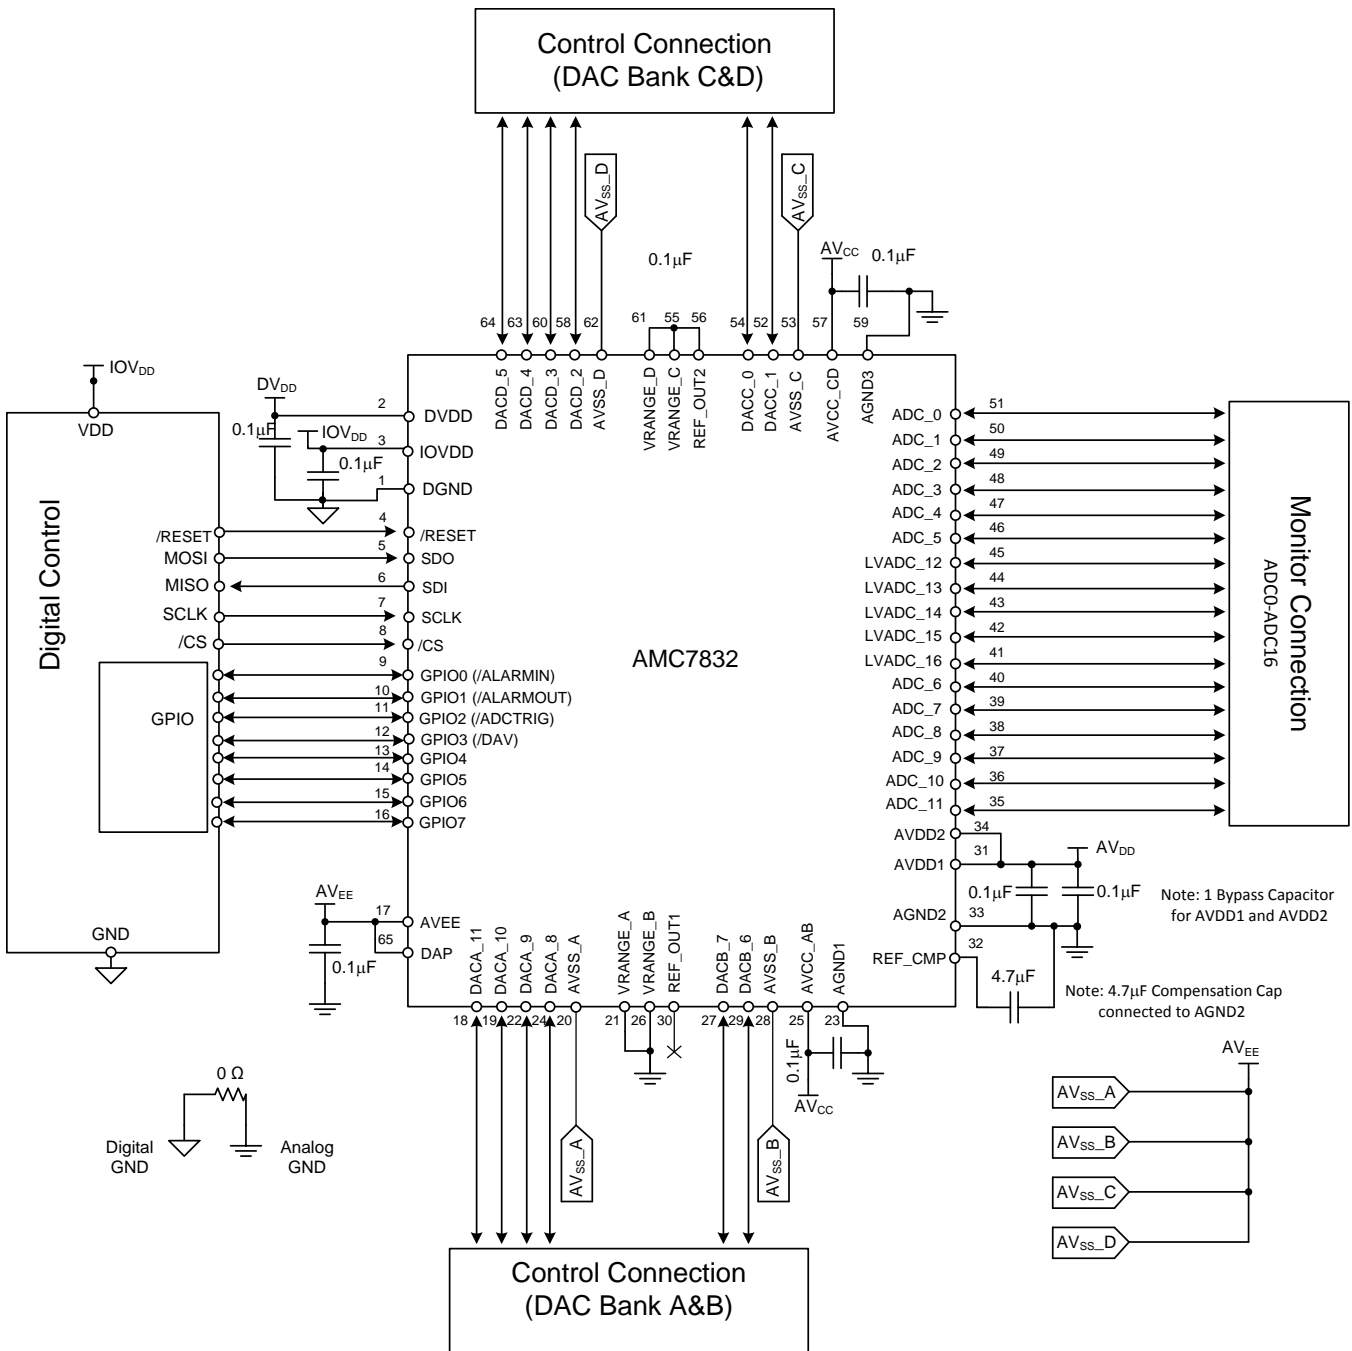 Control Connection
(DAC Bank C&D)
AVSS_D
AVSS_C
0.1µF
AVCC
0.1µF
64
63
60
58
62
61
55
56
54
52
53
57
59
DACD_5
DACD_4
DACD_3
DACD_2
AVSS_D
VRANGE_D
VRANGE_C
REF_OUT2
DACC_0
DACC_1
AVSS_C
AVCC_CD
AGND3
IOVDD
VDD
Digital Control
/RESET
MOSI
MISO
SCLK
/CS
GPIO
GND
DVDD
0.1µF
IOVDD
0.1µF
2
3
1
4
5
6
7
8
9
10
11
12
13
14
15
16
DVDD
IOVDD
DGND
/RESET
SDO
SDI
SCLK
/CS
GPIO0 (/ALARMIN)
GPIO1 (/ALARMOUT)
GPIO2 (/ADCTRIG)
GPIO3 (/DAV)
GPIO4
GPIO5
GPIO6
GPIO7
AVEE
0.1µF
17
65
AVEE
DAP
AMC7832
ADC_0
51
ADC_1
50
ADC_2
49
ADC_3
48
ADC_4
47
ADC_5
46
LVADC_12
45
LVADC_13
44
LVADC_14
43
LVADC_15
42
LVADC_16
41
ADC_6
40
ADC_7
39
ADC_8
38
ADC_9
37
ADC_10
36
ADC_11
35
AVDD2
34
AVDD1
31
AGND2
33
REF_CMP
32
Monitor Connection
ADC0-ADC16
AVDD
0.1µF
0.1µF
Note: 1 Bypass Capacitor
for AVDD1 and AVDD2
4.7µF
Note: 4.7µF Compensation Cap
connected to AGND2
DACA_11
DACA_10
DACA_9
DACA_8
AVSS_A
VRANGE_A
VRANGE_B
REF_OUT1
DACB_7
DACB_6
AVSS_B
AVCC_AB
AGND1
18
19
22
24
20
21
26
30
27
29
28
25
23
0.1µF
AVCC
AVSS_A
AVSS_B
0 Ω
Digital
GND
Analog
GND
AVEE
AVSS_A
AVSS_B
AVSS_C
AVSS_D
Control Connection
(DAC Bank A&B)